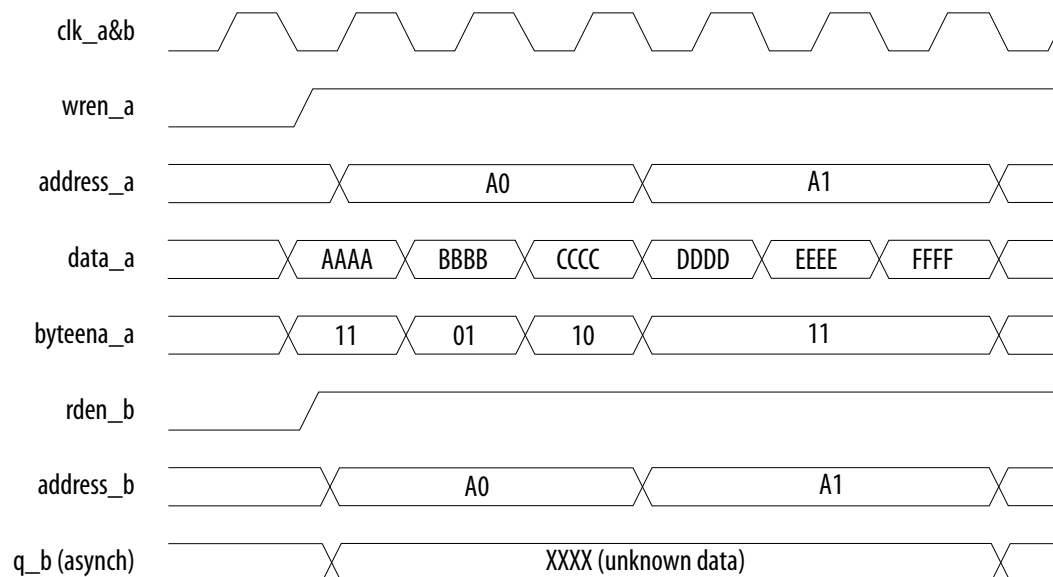 clk_a&b
wren_a
address_a A0 A1
data_a AAAA BBBB CCCC DDDD EEEE FFFF
byteena_a 11 01 10 11
rden_b
address_b A0 A1
q_b (asynch) XXXX (unknown data)